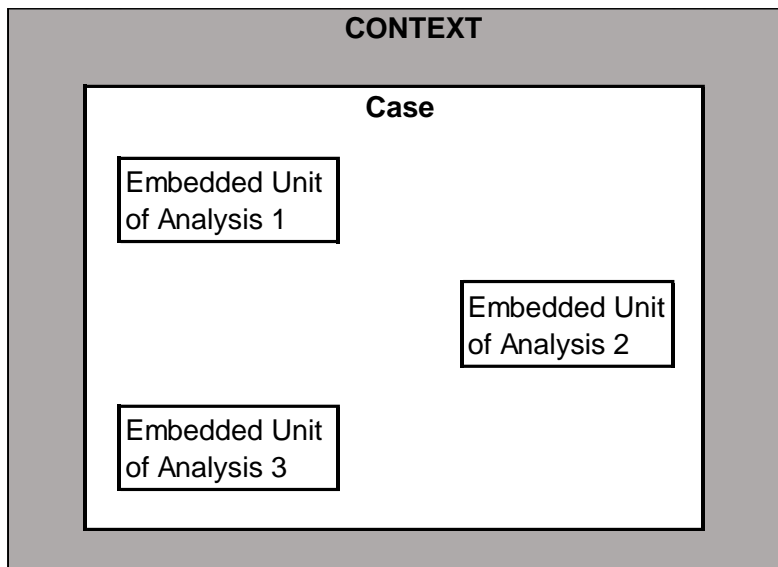 CONTEXT
Case
Embedded Unit
of Analysis 1
Embedded Unit
of Analysis 2
Embedded Unit
of Analysis 3